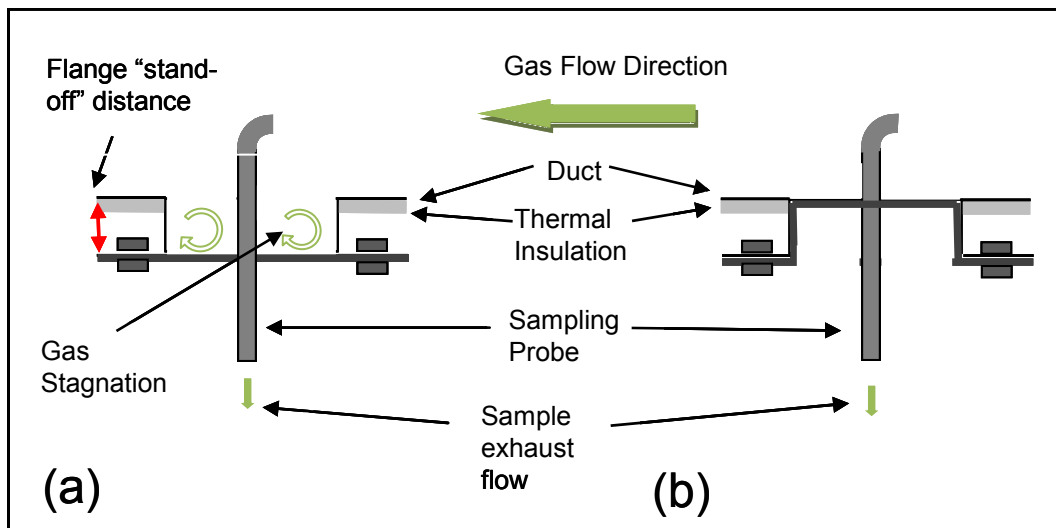 Flange “stand-
off” distance
Gas Flow Direction
Duct
Thermal
Insulation
Gas
Stagnation
Sampling
Probe
Sample
exhaust
flow
(a)
(b)